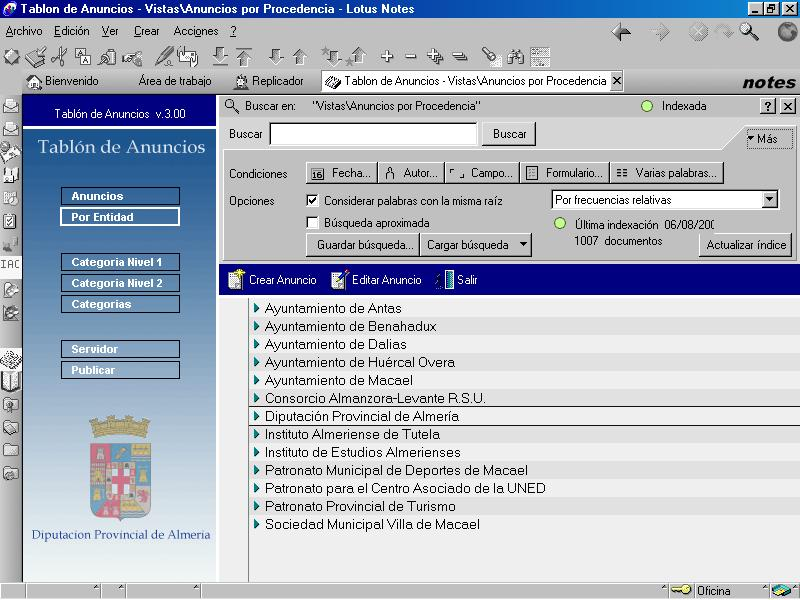 Tablon de Anuncios - Vistas\Anuncios por Procedencia - Lotus Notes
Archivo Edición Ver Crear Acciones ?
Bienvenido Área de trabajo Replicador Tablon de Anuncios - Vistas\Anuncios por Procedencia notes
Tablón de Anuncios v.3.00
Tablón de Anuncios
Anuncios
Por Entidad
Categoria Nivel 1
Categoria Nivel 2
Categorias
Servidor
Publicar
IAC
Diputacion Provincial de Almeria
Buscar en: "Vistas\Anuncios por Procedencia" Indexada ?
Buscar Buscar
Más
Condiciones 16 Fecha... Autor... Campo... Formulario... Varias palabras...
Opciones Considerar palabras con la misma raíz Por frecuencias relativas
Búsqueda aproximada Última indexación 06/08/200
1007 documentos
Guardar búsqueda... Cargar búsqueda Actualizar índice
Crear Anuncio Editar Anuncio Salir
Ayuntamiento de Antas
Ayuntamiento de Benahadux
Ayuntamiento de Dalias
Ayuntamiento de Huércal Overa
Ayuntamiento de Macael
Consorcio Almanzora-Levante R.S.U.
Diputación Provincial de Almería
Instituto Almeriense de Tutela
Instituto de Estudios Almerienses
Patronato Municipal de Deportes de Macael
Patronato para el Centro Asociado de la UNED
Patronato Provincial de Turismo
Sociedad Municipal Villa de Macael
Oficina